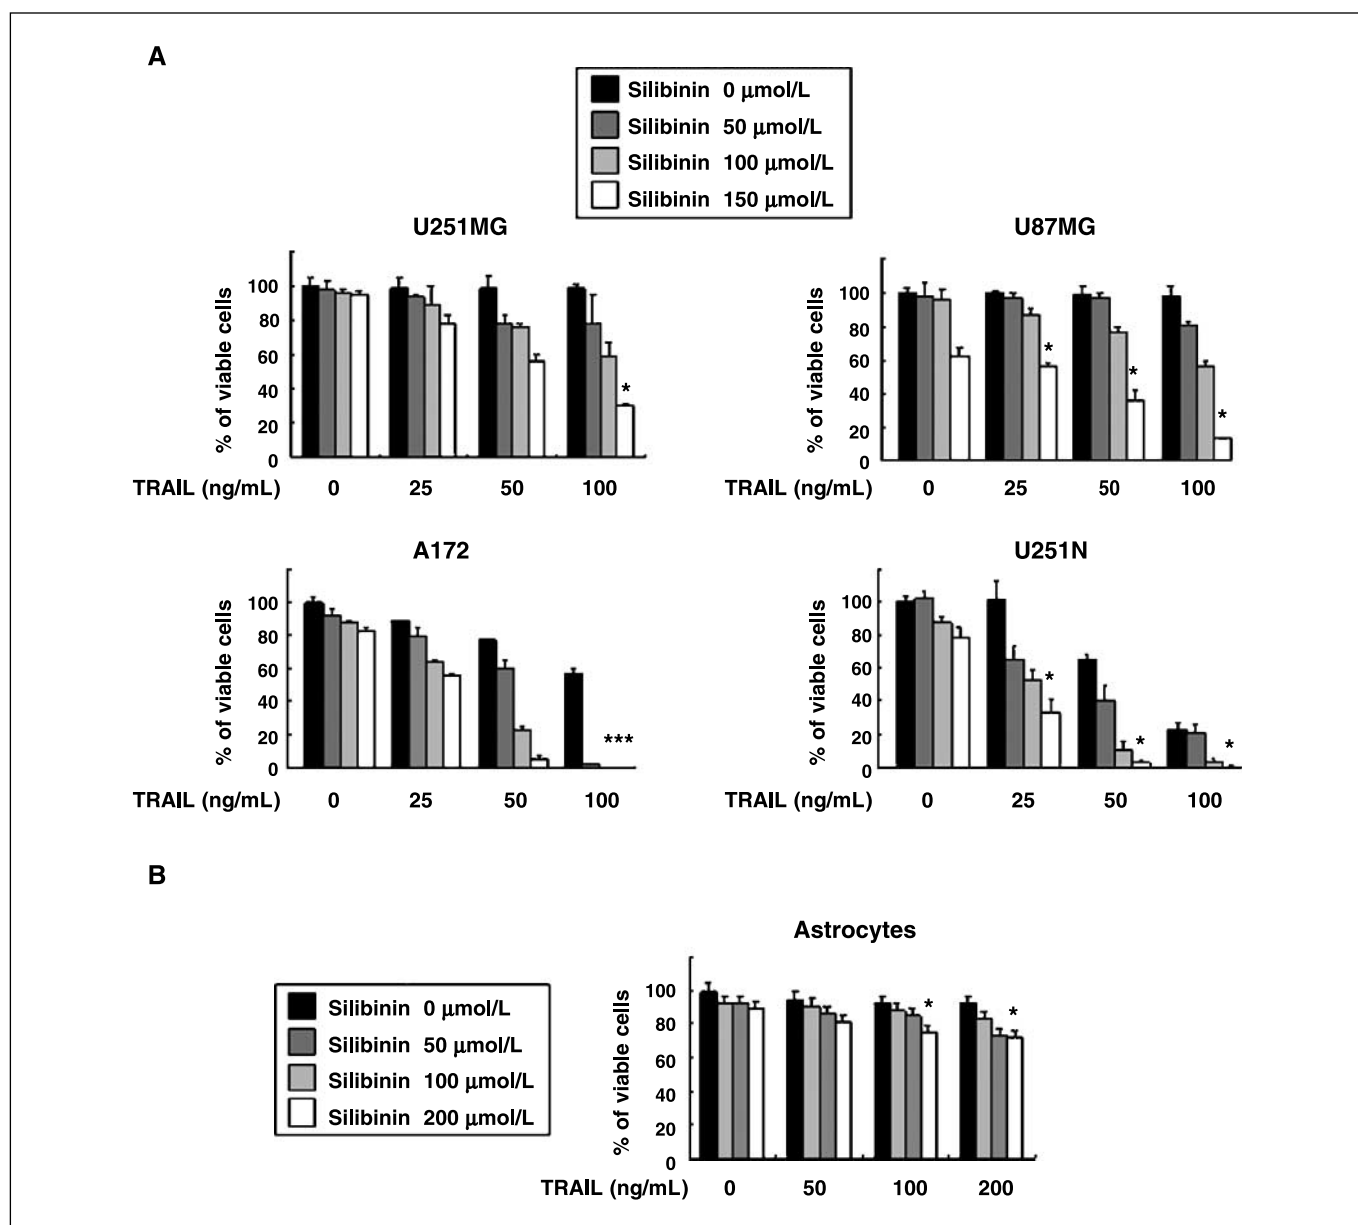 A
Silibinin 0 μmol/L
Silibinin 50 μmol/L
Silibinin 100 μmol/L
Silibinin 150 μmol/L
U251MG
% of viable cells
100
80
60
40
20
0
*
TRAIL (ng/mL) 0 25 50 100
U87MG
% of viable cells
100
80
60
40
20
0
* * *
TRAIL (ng/mL) 0 25 50 100
A172
% of viable cells
100
80
60
40
20
0
***
TRAIL (ng/mL) 0 25 50 100
U251N
% of viable cells
100
80
60
40
20
0
* * *
TRAIL (ng/mL) 0 25 50 100
B
Silibinin 0 μmol/L
Silibinin 50 μmol/L
Silibinin 100 μmol/L
Silibinin 200 μmol/L
Astrocytes
% of viable cells
100
80
60
40
20
0
* *
TRAIL (ng/mL) 0 50 100 200